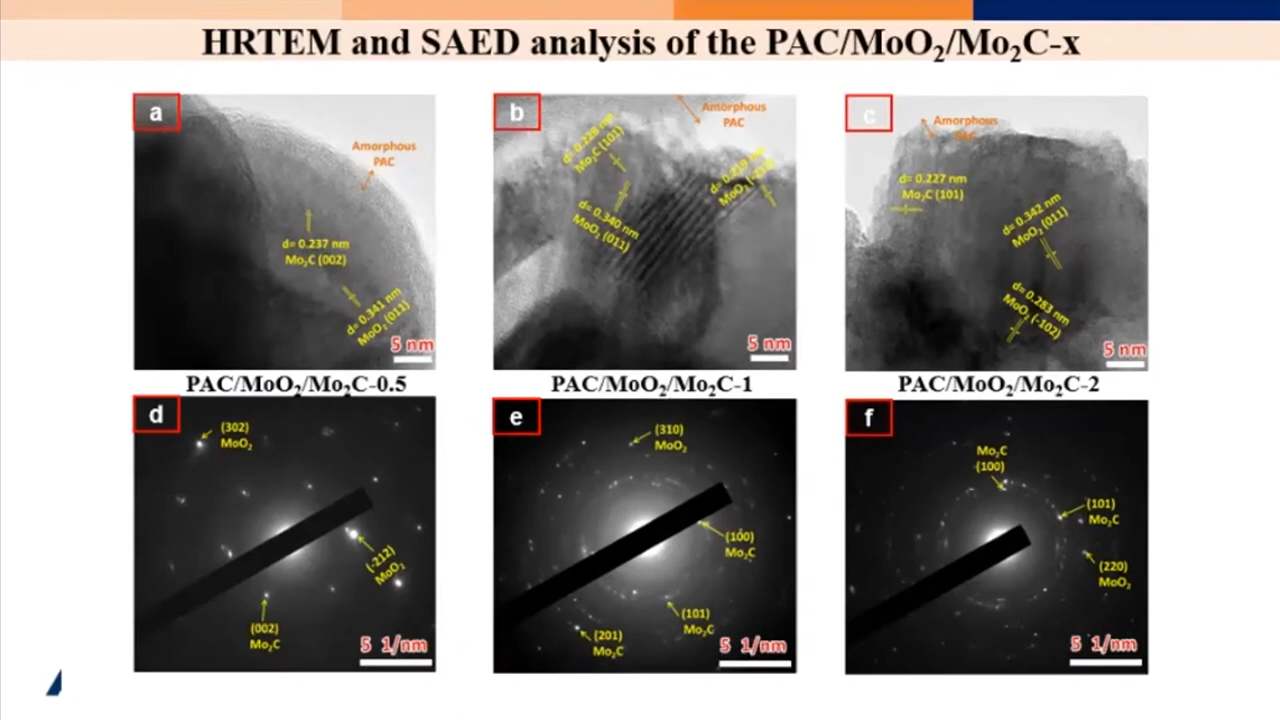 HRTEM and SAED analysis of the PAC/MoO₂/Mo₂C-x
a
Amorphous
PAC
d= 0.237 nm
Mo₂C (002)
d= 0.341 nm
MoO₂ (011)
5 nm
b
Amorphous
PAC
d= 0.228 nm
Mo₂C (101)
d= 0.219 nm
MoO₂ (-212)
d= 0.340 nm
MoO₂ (011)
5 nm
c
Amorphous
PAC
d= 0.227 nm
Mo₂C (101)
d= 0.342 nm
MoO₂ (011)
d= 0.283 nm
MoO₂ (-102)
5 nm
PAC/MoO₂/Mo₂C-0.5
PAC/MoO₂/Mo₂C-1
PAC/MoO₂/Mo₂C-2
d
(302)
MoO₂
(-212)
MoO₂
(002)
Mo₂C
5 1/nm
e
(310)
MoO₂
(100)
Mo₂C
(101)
Mo₂C
(201)
Mo₂C
5 1/nm
f
Mo₂C
(100)
(101)
Mo₂C
(220)
MoO₂
5 1/nm